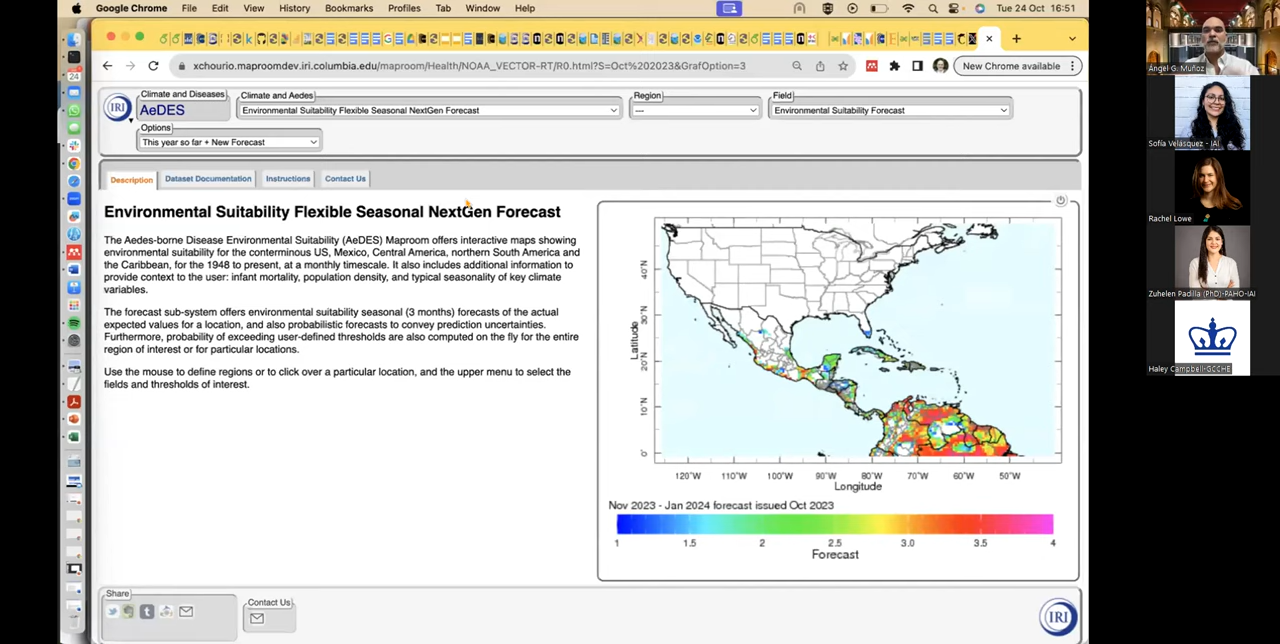 Google Chrome File Edit View History Bookmarks Profiles Tab Window Help Tue 24 Oct 16:51
xchourio.maproomdev.iri.columbia.edu/maproom/Health/NOAA_VECTOR-RT/R0.html?S=Oct%202023&GrafOption=3
New Chrome available
IRI
Climate and Diseases
AeDES
Climate and Aedes
Environmental Suitability Flexible Seasonal NextGen Forecast
Region
---
Field
Environmental Suitability Forecast
Options
This year so far + New Forecast
Description Dataset Documentation Instructions Contact Us
Environmental Suitability Flexible Seasonal NextGen Forecast
The Aedes-borne Disease Environmental Suitability (AeDES) Maproom offers interactive maps showing
environmental suitability for the conterminous US, Mexico, Central America, northern South America and
the Caribbean, for the 1948 to present, at a monthly timescale. It also includes additional information to
provide context to the user: infant mortality, population density, and typical seasonality of key climate
variables.
The forecast sub-system offers environmental suitability seasonal (3 months) forecasts of the actual
expected values for a location, and also probabilistic forecasts to convey prediction uncertainties.
Furthermore, probability of exceeding user-defined thresholds are also computed on the fly for the entire
region of interest or for particular locations.
Use the mouse to define regions or to click over a particular location, and the upper menu to select the
fields and thresholds of interest.
Latitude
40°N
30°N
20°N
10°N
0°
120°W 110°W 100°W 90°W 80°W 70°W 60°W 50°W
Longitude
Nov 2023 - Jan 2024 forecast issued Oct 2023
1 1.5 2 2.5 3.0 3.5 4
Forecast
Share
Contact Us
IRI
Ángel G. Muñoz
Sofía Velásquez - IAI
Rachel Lowe
Zuhelen Padilla (PhD)-PAHO-IAI
Haley Campbell-GCCHE